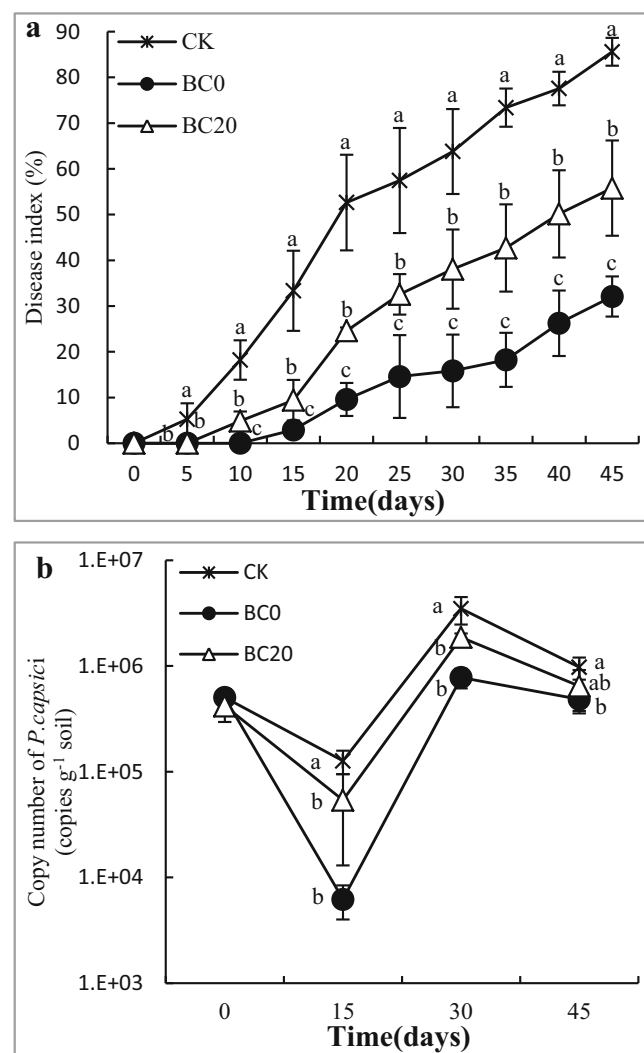 a
90
80
70
60
50
40
30
20
10
0
Disease index (%)
CK
BC0
BC20
a
a
a
a
a
a
a
a
a
b
b
b
b
b
b
b
b
b
b
c
c
c
c
c
c
c
c
0 5 10 15 20 25 30 35 40 45
Time(days)
b
1.E+07
1.E+06
1.E+05
1.E+04
1.E+03
Copy number of P.capsici
(copies g-1 soil)
CK
BC0
BC20
a
b
b
a
b
b
a
ab
b
0 15 30 45
Time(days)